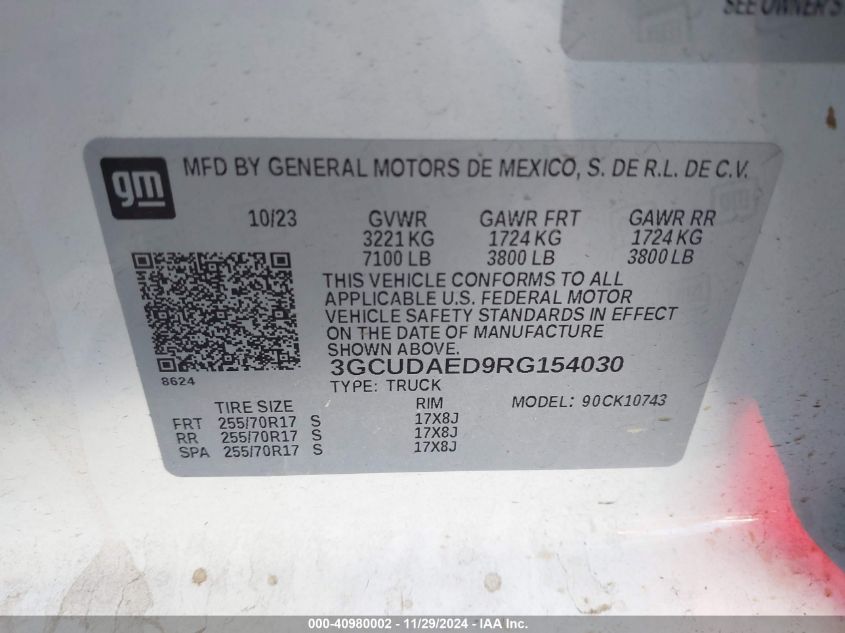 SEE OWNER'S
gm
MFD BY GENERAL MOTORS DE MEXICO, S. DE R.L. DE C.V.
10/23 GVWR GAWR FRT GAWR RR
3221 KG 1724 KG 1724 KG
7100 LB 3800 LB 3800 LB
THIS VEHICLE CONFORMS TO ALL
APPLICABLE U.S. FEDERAL MOTOR
VEHICLE SAFETY STANDARDS IN EFFECT
ON THE DATE OF MANUFACTURE
SHOWN ABOVE.
3GCUDAED9RG154030
8624
TYPE: TRUCK
TIRE SIZE RIM MODEL: 90CK10743
FRT 255/70R17 S 17X8J
RR 255/70R17 S 17X8J
SPA 255/70R17 S 17X8J
000-40980002 - 11/29/2024 - IAA Inc.